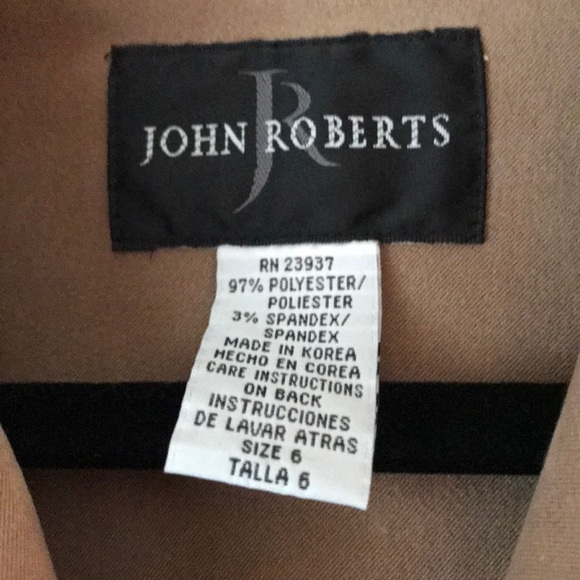 JOHN ROBERTS
JR
RN 23937
97% POLYESTER/
POLIESTER
3% SPANDEX/
SPANDEX
MADE IN KOREA
HECHO EN COREA
CARE INSTRUCTIONS
ON BACK
INSTRUCCIONES
DE LAVAR ATRAS
SIZE 6
TALLA 6